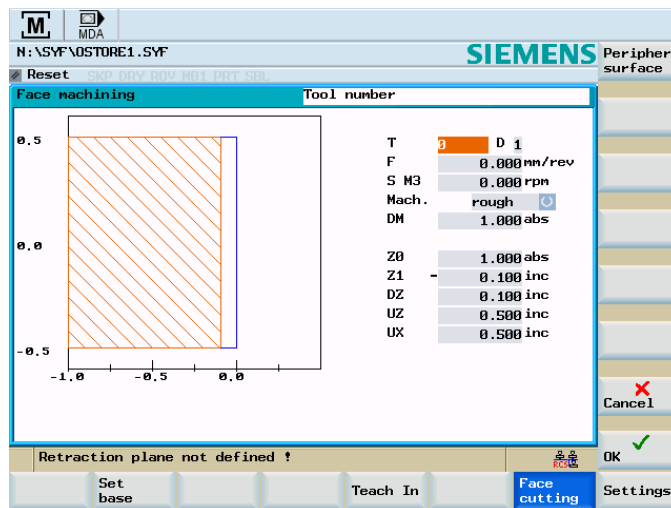 M
MDA
N:\SYF\OSTORE1.SYF
SIEMENS
Peripher
surface
Reset SKP DRY ROV M01 PRT SBL
Face machining Tool number
0.5
0.0
-0.5
-1.0 -0.5 0.0
T 0 D 1
F 0.000 mm/rev
S M3 0.000 rpm
Mach. rough
DM 1.000 abs
Z0 1.000 abs
Z1 - 0.100 inc
DZ 0.100 inc
UZ 0.500 inc
UX 0.500 inc
Cancel
OK
Retraction plane not defined !
RCS
Set
base
Teach In
Face
cutting
Settings